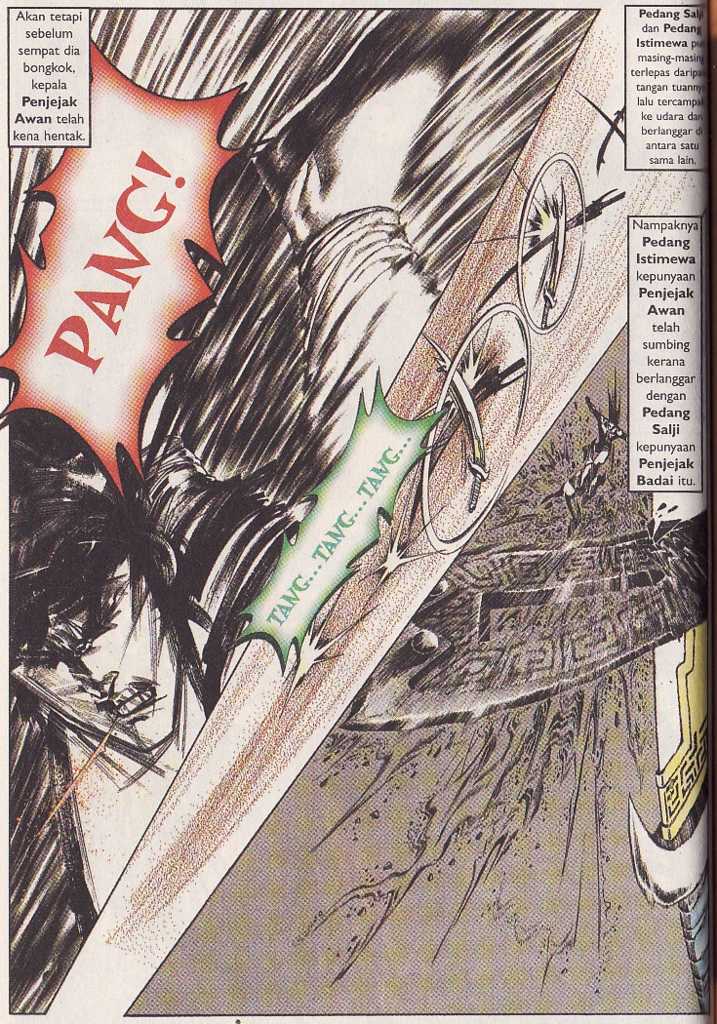 Akan tetapi
sebelum
sempat dia
bongkok,
kepala
Penjejak
Awan telah
kena hentak.
PANG!
TANG... TANG... TANG...
Pedang Salji
dan Pedang
Istimewa
masing-masing
terlepas daripada
tangan tuannya
lalu tercampak
ke udara dan
berlanggar di
antara satu
sama lain.
Nampaknya
Pedang
Istimewa
kepunyaan
Penjejak
Awan
telah
sumbing
kerana
berlanggar
dengan
Pedang
Salji
kepunyaan
Penjejak
Badai itu.